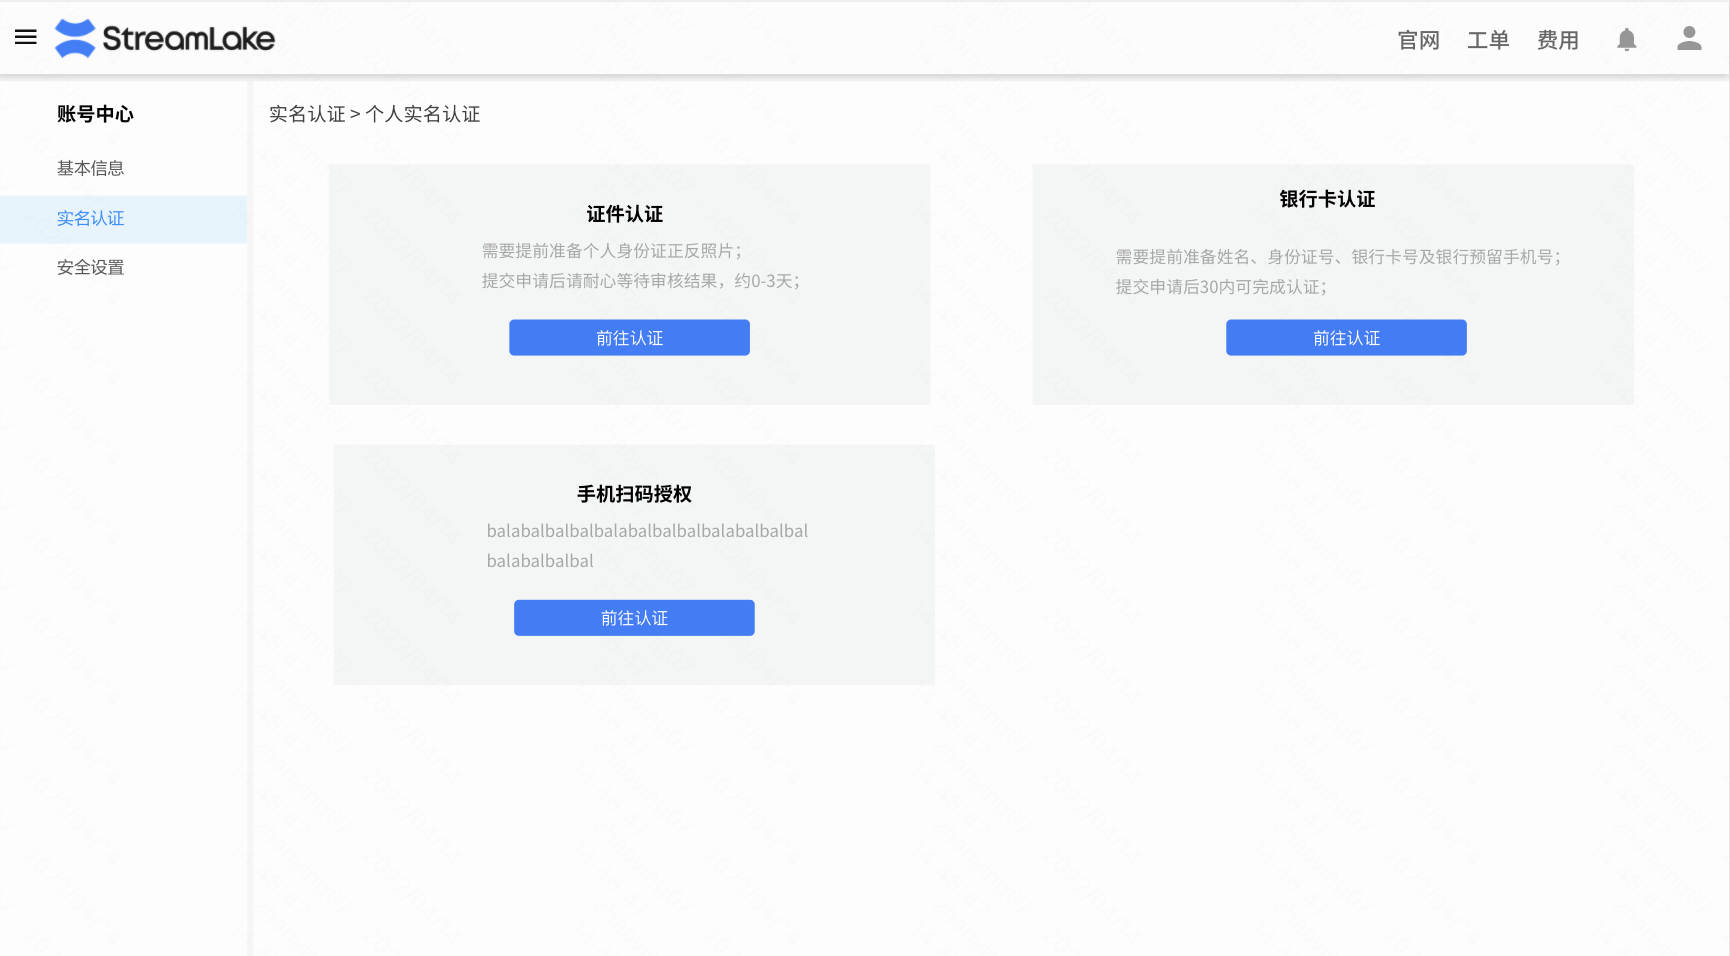 StreamLake
官网 工单 费用
账号中心
基本信息
实名认证
安全设置
实名认证 > 个人实名认证
证件认证
需要提前准备个人身份证正反照片；
提交申请后请耐心等待审核结果，约0-3天；
前往认证
银行卡认证
需要提前准备姓名、身份证号、银行卡号及银行预留手机号；
提交申请后30内可完成认证；
前往认证
手机扫码授权
balabalbalbalbalabalbalbalbalabalbalbal
balabalbalbal
前往认证